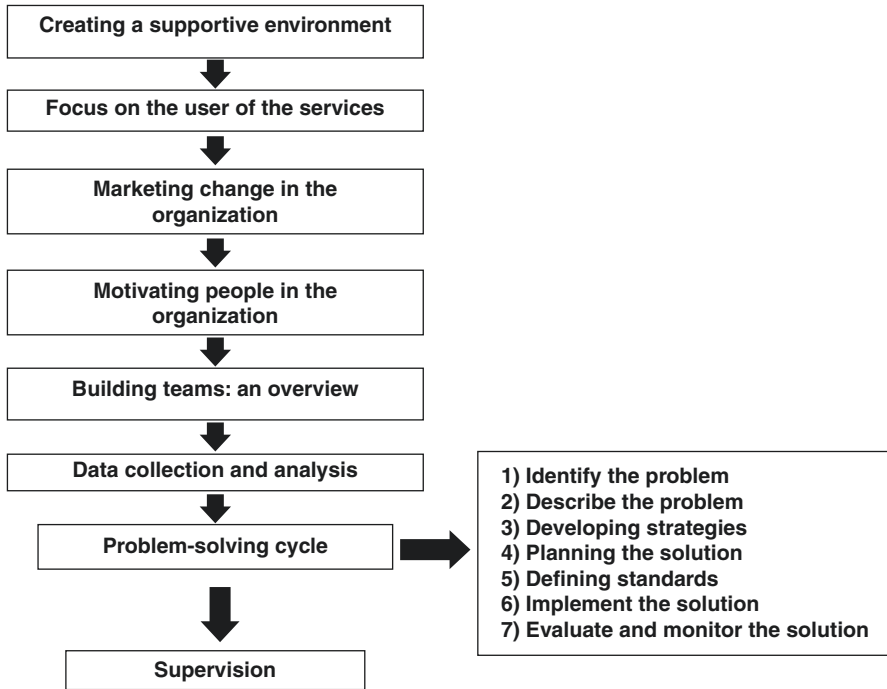 Creating a supportive environment
Focus on the user of the services
Marketing change in the
organization
Motivating people in the
organization
Building teams: an overview
Data collection and analysis
Problem-solving cycle
1) Identify the problem
2) Describe the problem
3) Developing strategies
4) Planning the solution
5) Defining standards
6) Implement the solution
7) Evaluate and monitor the solution
Supervision